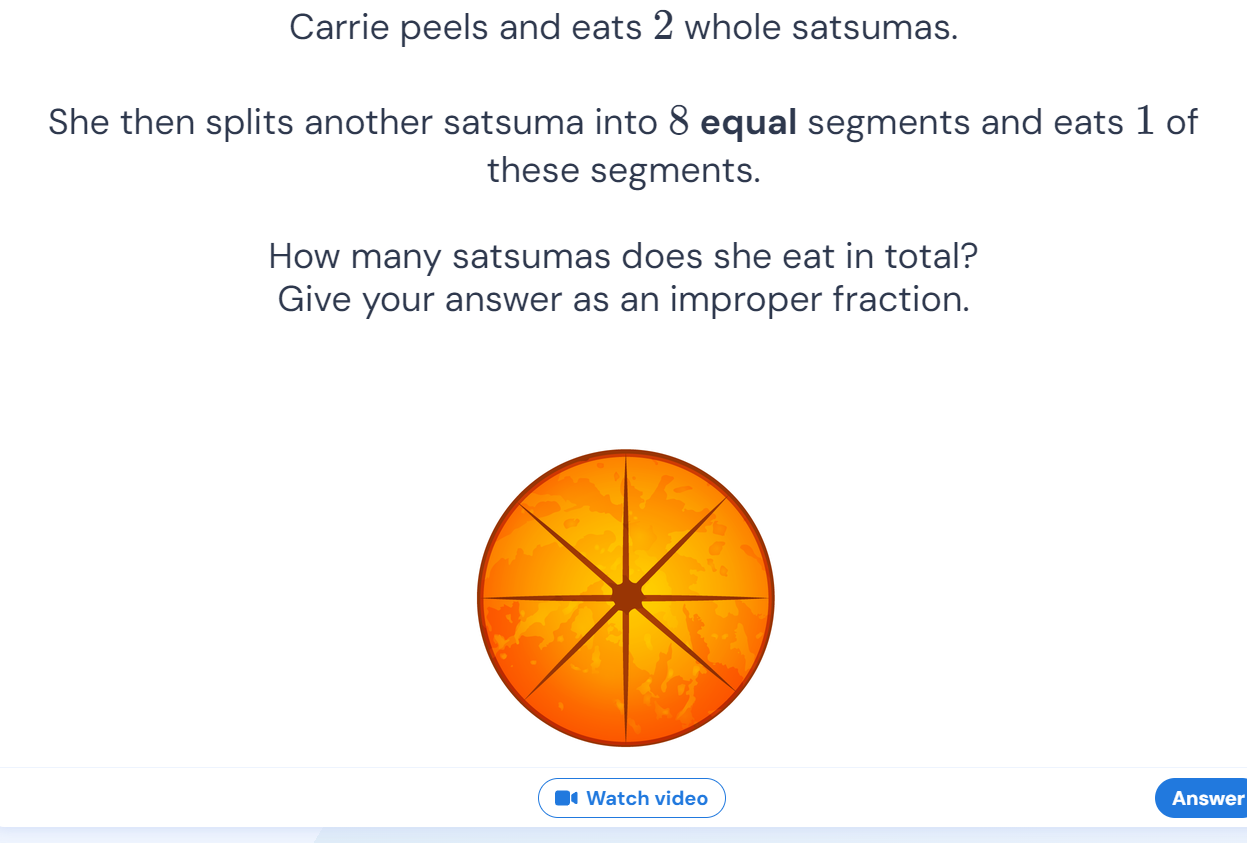 Carrie peels and eats 2 whole satsumas.
She then splits another satsuma into 8 equal segments and eats 1 of
these segments.
How many satsumas does she eat in total?
Give your answer as an improper fraction.
Watch video
Answer